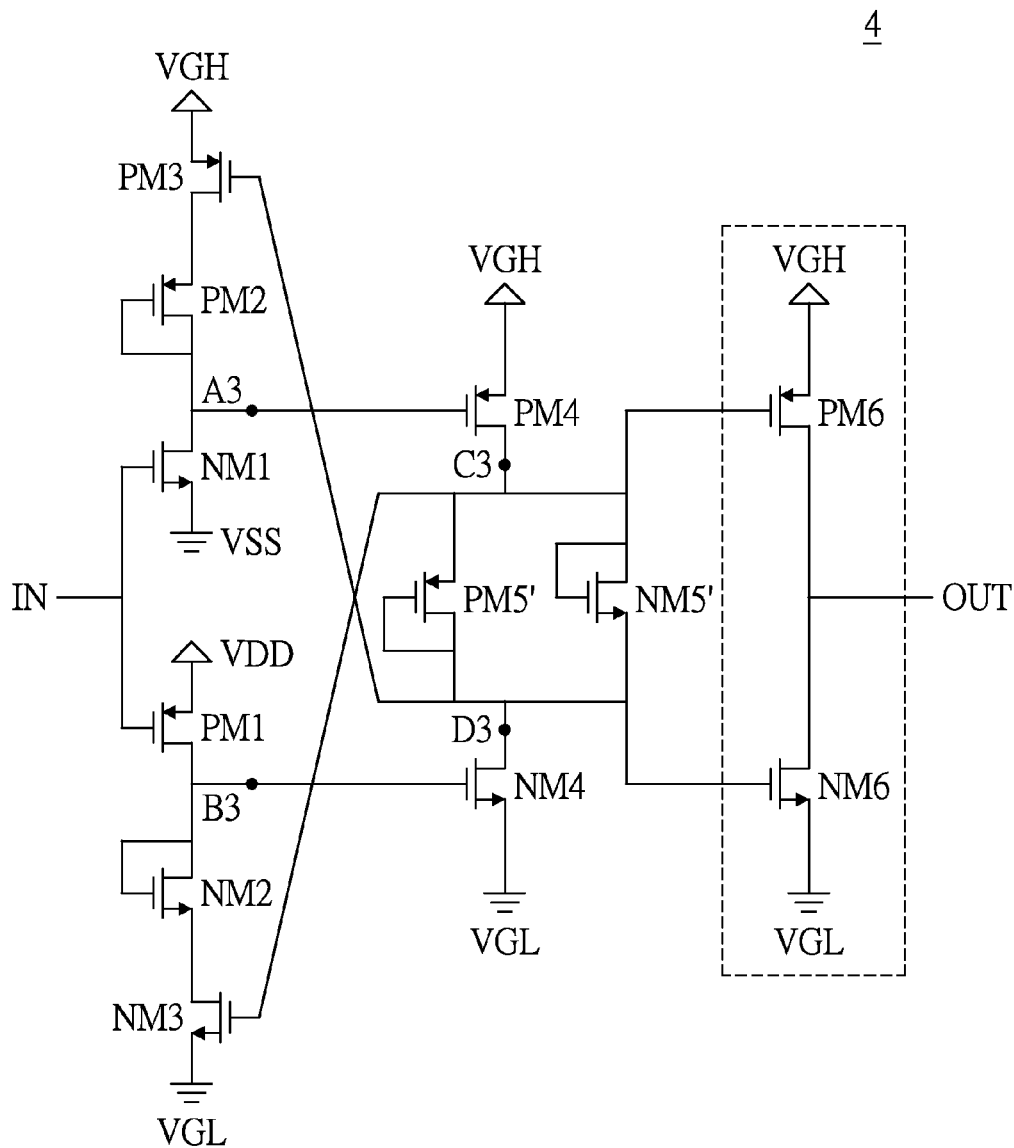 4
VGH
PM3
VGH
VGH
PM2
A3
PM4
PM6
NM1
C3
VSS
IN
PM5'
NM5'
OUT
VDD
PM1
D3
B3
NM4
NM6
NM2
VGL
VGL
NM3
VGL